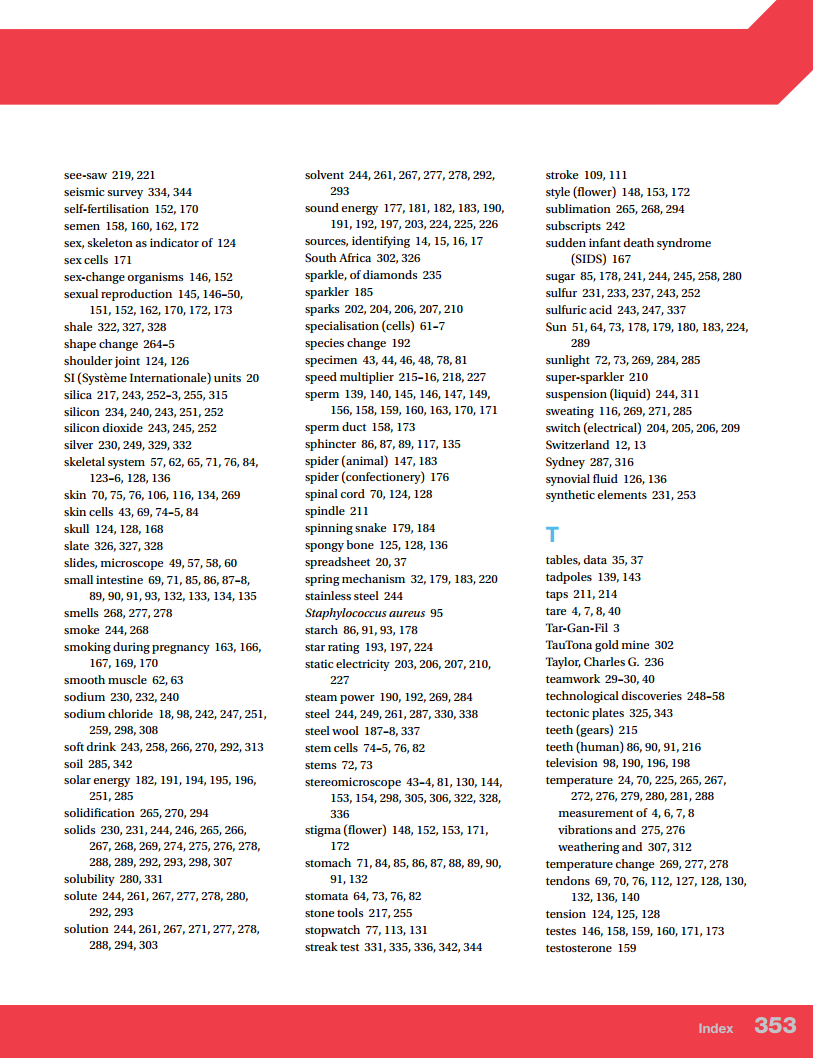 see-saw 219, 221
seismic survey 334, 344
self-fertilisation 152, 170
semen 158, 160, 162, 172
sex, skeleton as indicator of 124
sex cells 171
sex-change organisms 146, 152
sexual reproduction 145, 146–50,
151, 152, 162, 170, 172, 173
shale 322, 327, 328
shape change 264–5
shoulder joint 124, 126
SI (Système Internationale) units 20
silica 217, 243, 252–3, 255, 315
silicon 234, 240, 243, 251, 252
silicon dioxide 243, 245, 252
silver 230, 249, 329, 332
skeletal system 57, 62, 65, 71, 76, 84,
123–6, 128, 136
skin 70, 75, 76, 106, 116, 134, 269
skin cells 43, 69, 74–5, 84
skull 124, 128, 168
slate 326, 327, 328
slides, microscope 49, 57, 58, 60
small intestine 69, 71, 85, 86, 87–8,
89, 90, 91, 93, 132, 133, 134, 135
smells 268, 277, 278
smoke 244, 268
smoking during pregnancy 163, 166,
167, 169, 170
smooth muscle 62, 63
sodium 230, 232, 240
sodium chloride 18, 98, 242, 247, 251,
259, 298, 308
soft drink 243, 258, 266, 270, 292, 313
soil 285, 342
solar energy 182, 191, 194, 195, 196,
251, 285
solidification 265, 270, 294
solids 230, 231, 244, 246, 265, 266,
267, 268, 269, 274, 275, 276, 278,
288, 289, 292, 293, 298, 307
solubility 280, 331
solute 244, 261, 267, 277, 278, 280,
292, 293
solution 244, 261, 267, 271, 277, 278,
288, 294, 303
solvent 244, 261, 267, 277, 278, 292,
293
sound energy 177, 181, 182, 183, 190,
191, 192, 197, 203, 224, 225, 226
sources, identifying 14, 15, 16, 17
South Africa 302, 326
sparkle, of diamonds 235
sparkler 185
sparks 202, 204, 206, 207, 210
specialisation (cells) 61–7
species change 192
specimen 43, 44, 46, 48, 78, 81
speed multiplier 215–16, 218, 227
sperm 139, 140, 145, 146, 147, 149,
156, 158, 159, 160, 163, 170, 171
sperm duct 158, 173
sphincter 86, 87, 89, 117, 135
spider (animal) 147, 183
spider (confectionery) 176
spinal cord 70, 124, 128
spindle 211
spinning snake 179, 184
spongy bone 125, 128, 136
spreadsheet 20, 37
spring mechanism 32, 179, 183, 220
stainless steel 244
Staphylococcus aureus 95
starch 86, 91, 93, 178
star rating 193, 197, 224
static electricity 203, 206, 207, 210,
227
steam power 190, 192, 269, 284
steel 244, 249, 261, 287, 330, 338
steel wool 187–8, 337
stem cells 74–5, 76, 82
stems 72, 73
stereomicroscope 43–4, 81, 130, 144,
153, 154, 298, 305, 306, 322, 328,
336
stigma (flower) 148, 152, 153, 171,
172
stomach 71, 84, 85, 86, 87, 88, 89, 90,
91, 132
stomata 64, 73, 76, 82
stone tools 217, 255
stopwatch 77, 113, 131
streak test 331, 335, 336, 342, 344
stroke 109, 111
style (flower) 148, 153, 172
sublimation 265, 268, 294
subscripts 242
sudden infant death syndrome
(SIDS) 167
sugar 85, 178, 241, 244, 245, 258, 280
sulfur 231, 233, 237, 243, 252
sulfuric acid 243, 247, 337
Sun 51, 64, 73, 178, 179, 180, 183, 224,
289
sunlight 72, 73, 269, 284, 285
super-sparkler 210
suspension (liquid) 244, 311
sweating 116, 269, 271, 285
switch (electrical) 204, 205, 206, 209
Switzerland 12, 13
Sydney 287, 316
synovial fluid 126, 136
synthetic elements 231, 253
T
tables, data 35, 37
tadpoles 139, 143
taps 211, 214
tare 4, 7, 8, 40
Tar-Gan-Fil 3
TauTona gold mine 302
Taylor, Charles G. 236
teamwork 29–30, 40
technological discoveries 248–58
tectonic plates 325, 343
teeth (gears) 215
teeth (human) 86, 90, 91, 216
television 98, 190, 196, 198
temperature 24, 70, 225, 265, 267,
272, 276, 279, 280, 281, 288
measurement of 4, 6, 7, 8
vibrations and 275, 276
weathering and 307, 312
temperature change 269, 277, 278
tendons 69, 70, 76, 112, 127, 128, 130,
132, 136, 140
tension 124, 125, 128
testes 146, 158, 159, 160, 171, 173
testosterone 159
Index 353